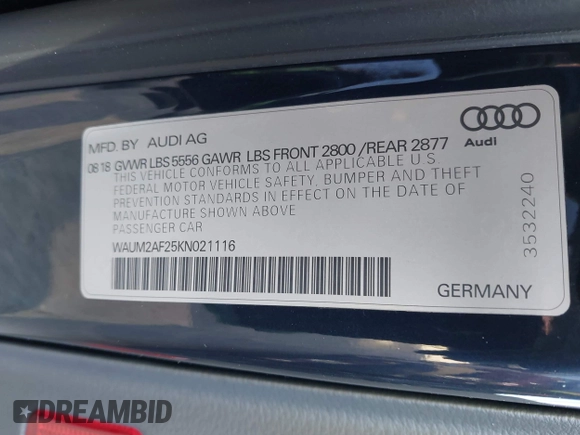 MFD. BY AUDI AG
08 18 GVWR LBS 5556 GAWR LBS FRONT 2800 /REAR 2877
THIS VEHICLE CONFORMS TO ALL APPLICABLE U.S.
FEDERAL MOTOR VEHICLE SAFETY, BUMPER AND THEFT
PREVENTION STANDARDS IN EFFECT ON THE DATE OF
MANUFACTURE SHOWN ABOVE
PASSENGER CAR
WAUM2AF25KN021116
Audi
3532240
GERMANY
DREAMBID